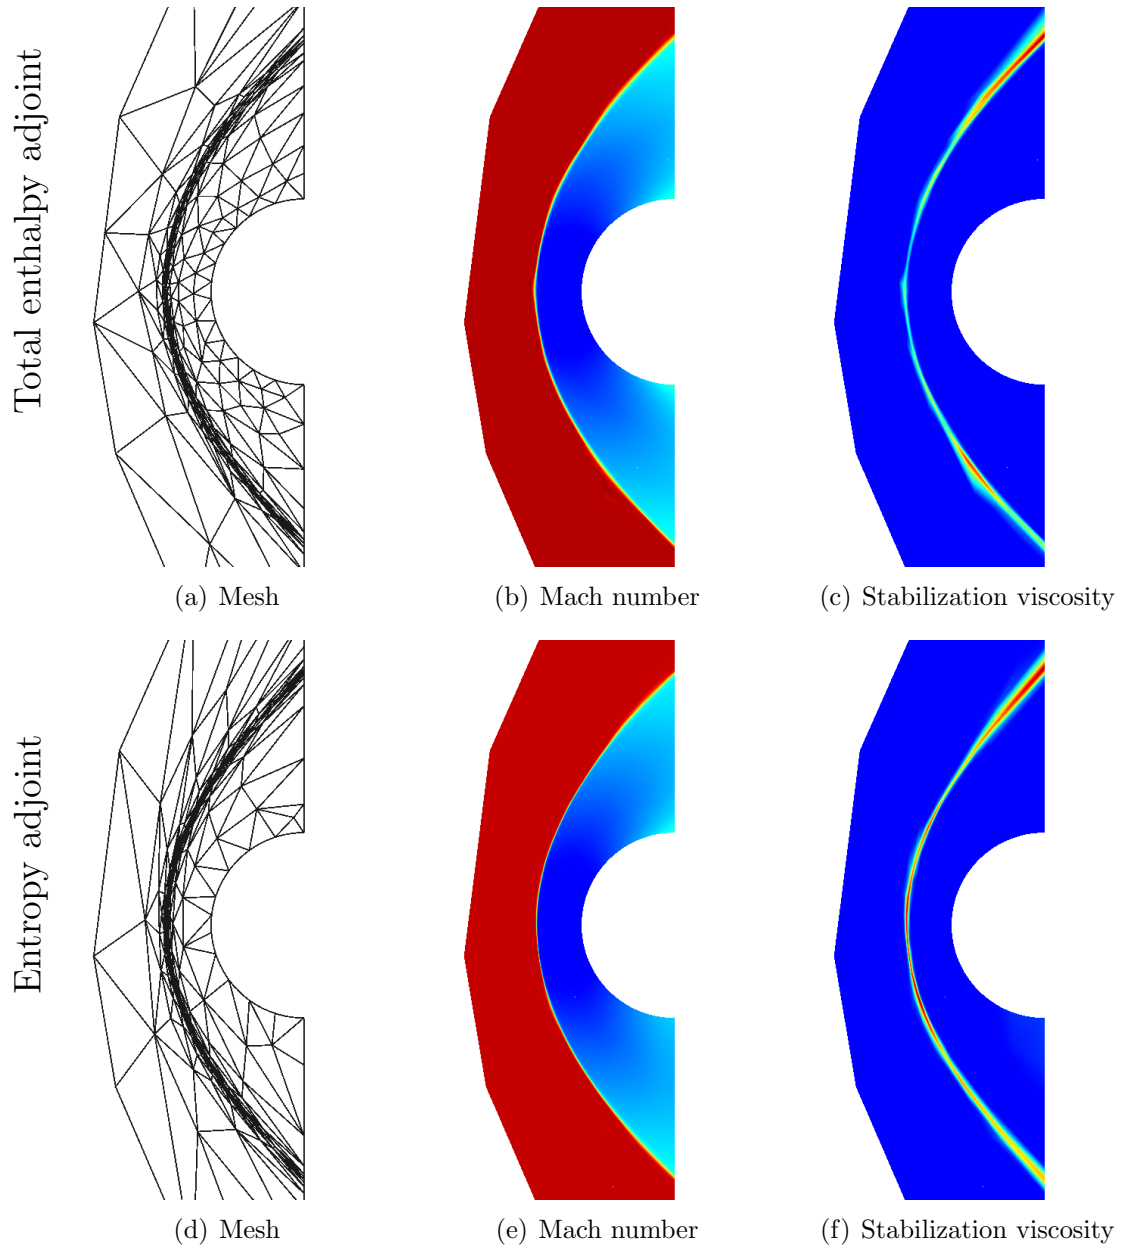 Total enthalpy adjoint
(a) Mesh
(b) Mach number
(c) Stabilization viscosity
Entropy adjoint
(d) Mesh
(e) Mach number
(f) Stabilization viscosity